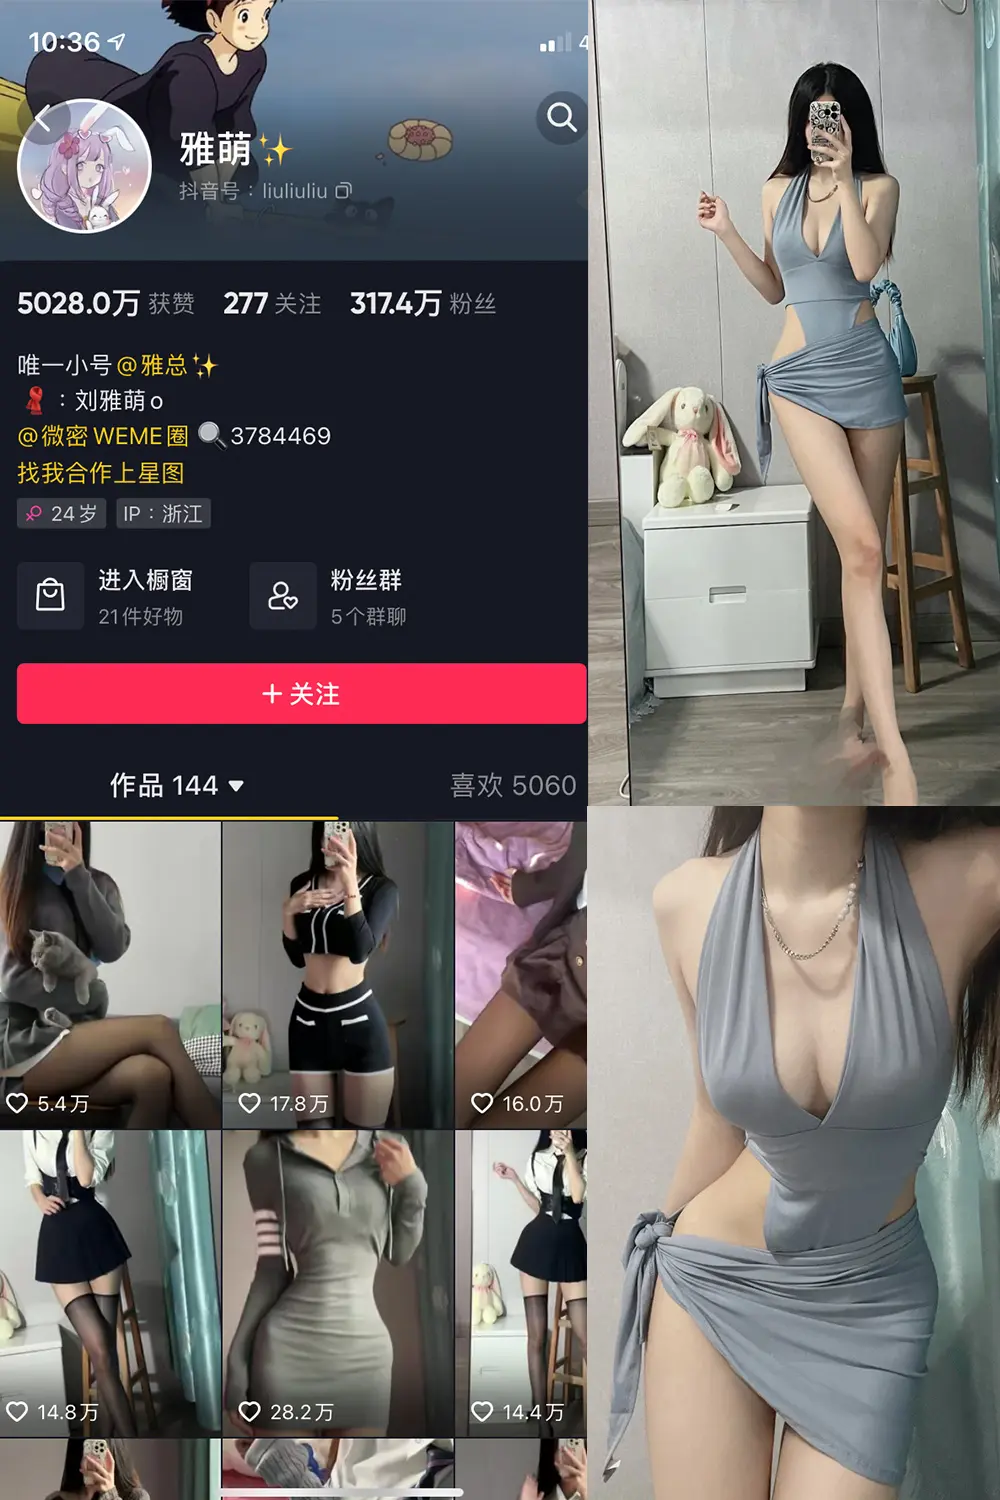 10:36
4
雅萌✨
抖音号：liuliuliu
5028.0万 获赞 277 关注 317.4万 粉丝
唯一小号@雅总✨
🧣：刘雅萌o
@微密WEME圈🔍3784469
找我合作上星图
24岁 IP：浙江
进入橱窗
21件好物
粉丝群
5个群聊
+ 关注
作品 144
喜欢 5060
5.4万
17.8万
16.0万
14.8万
28.2万
14.4万